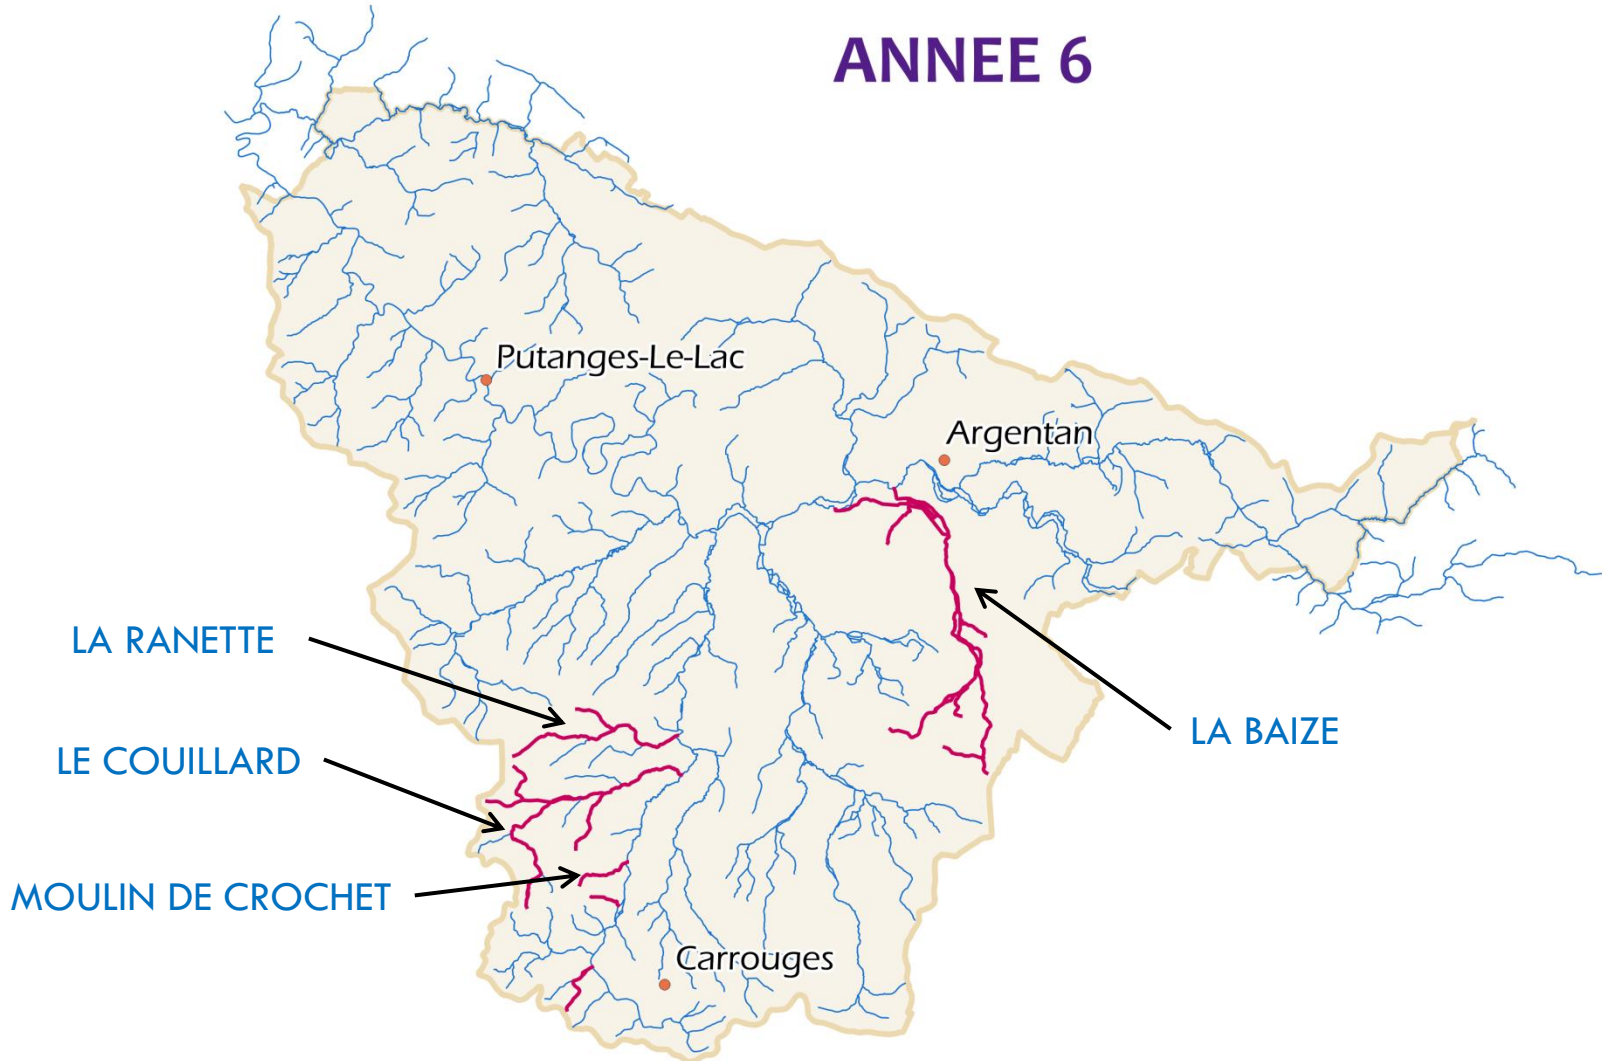 ANNEE 6
Putanges-Le-Lac
Argentan
LA RANETTE
LA BAIZE
LE COUILLARD
MOULIN DE CROCHET
Carrouges